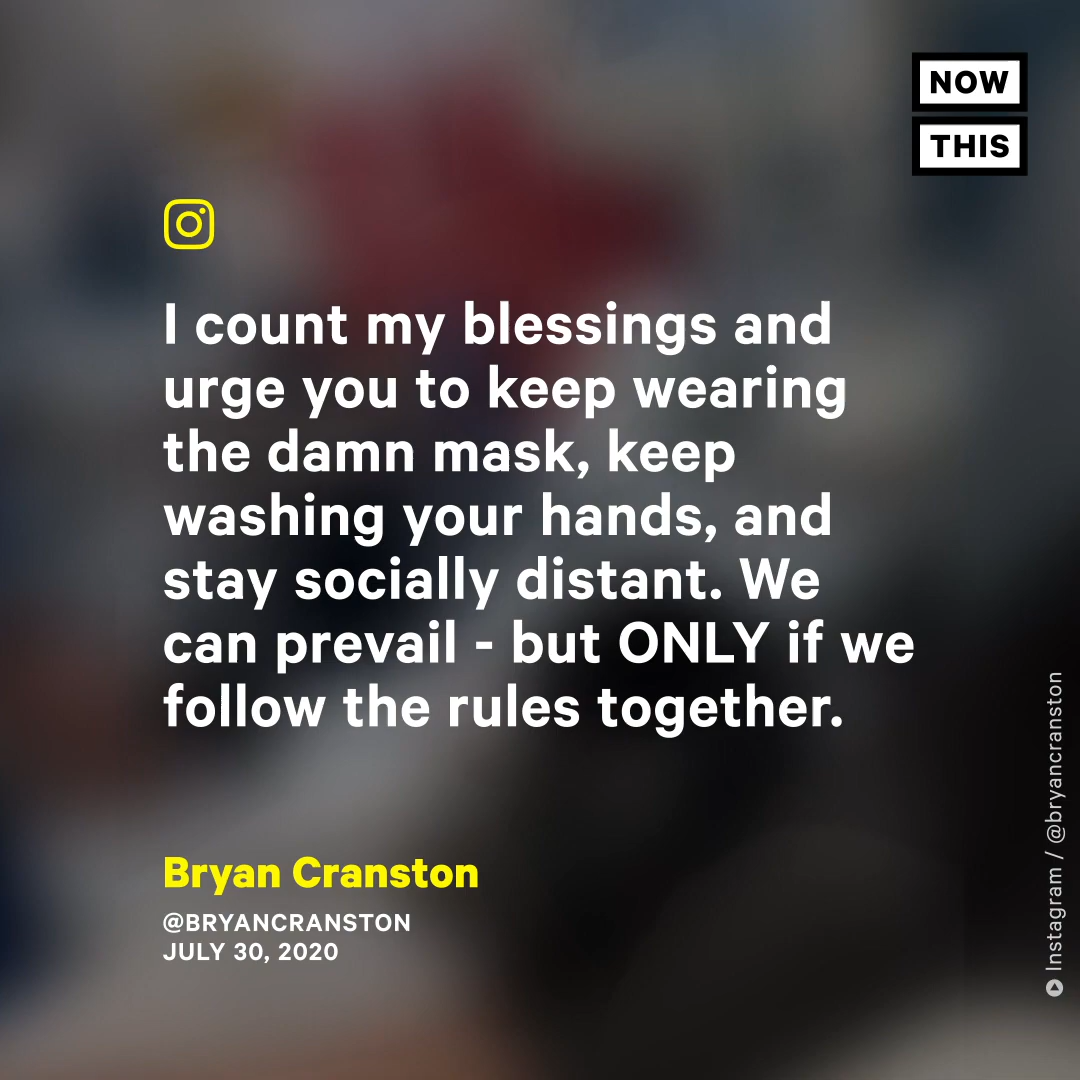 NOW
THIS
I count my blessings and
urge you to keep wearing
the damn mask, keep
washing your hands, and
stay socially distant. We
can prevail - but ONLY if we
follow the rules together.
Bryan Cranston
@BRYANCRANSTON
JULY 30, 2020
Instagram / @bryancranston